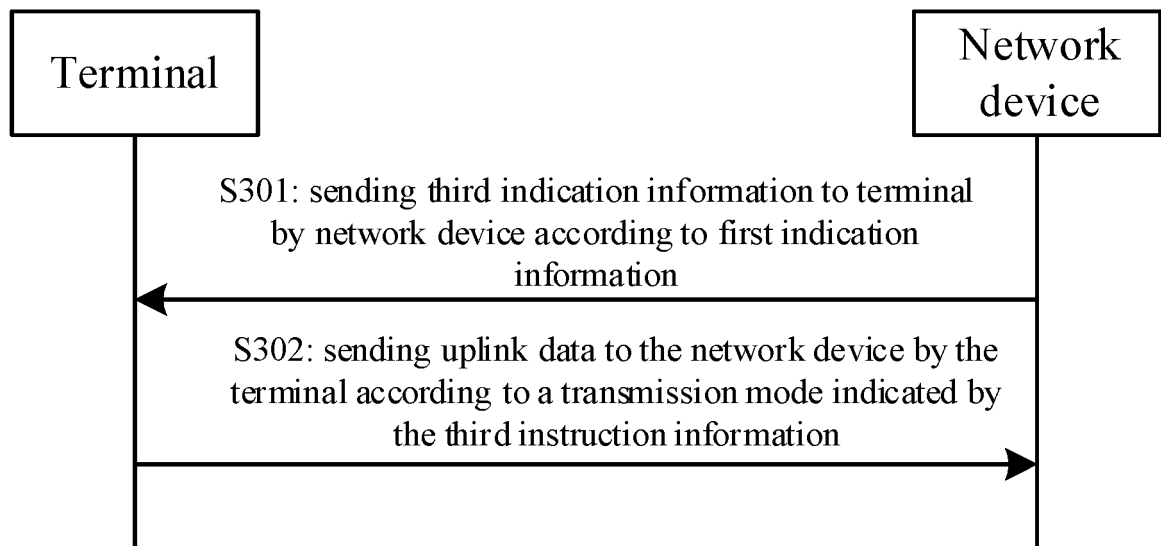 Terminal
Network
device
S301: sending third indication information to terminal
by network device according to first indication
information
S302: sending uplink data to the network device by the
terminal according to a transmission mode indicated by
the third instruction information